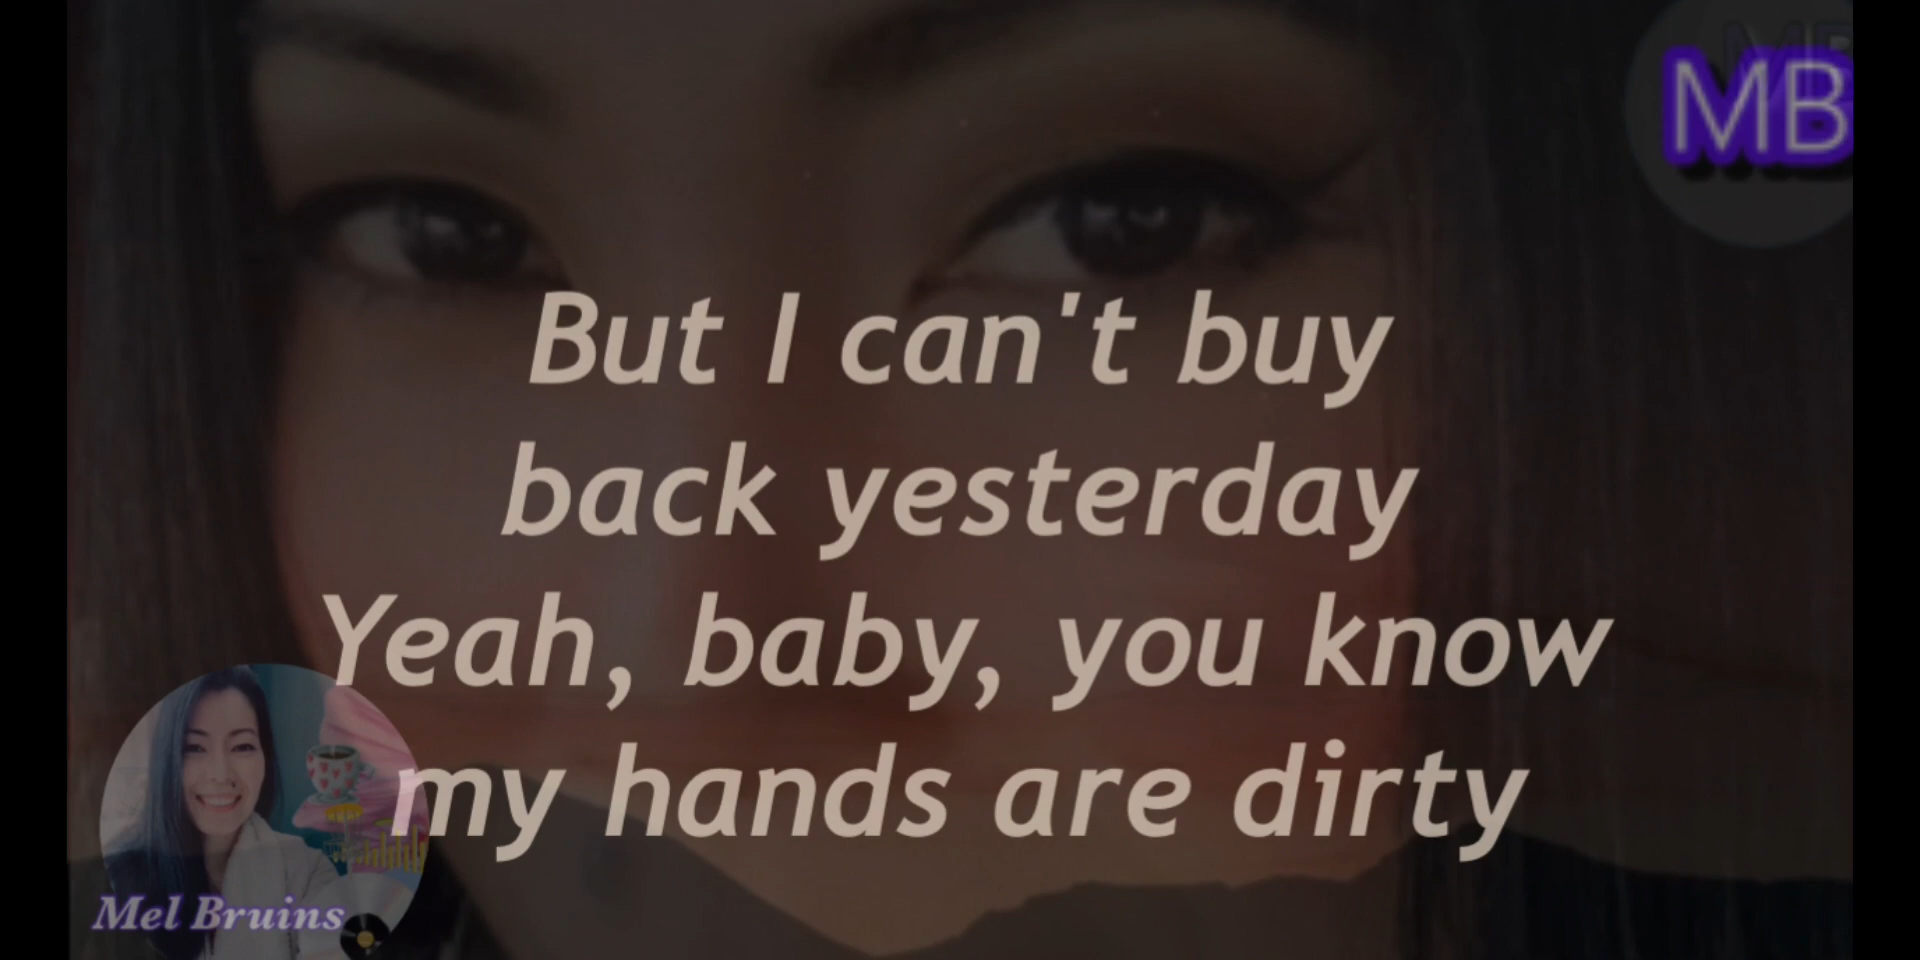 MB
But I can't buy
back yesterday
Yeah, baby, you know
my hands are dirty
Mel Bruins